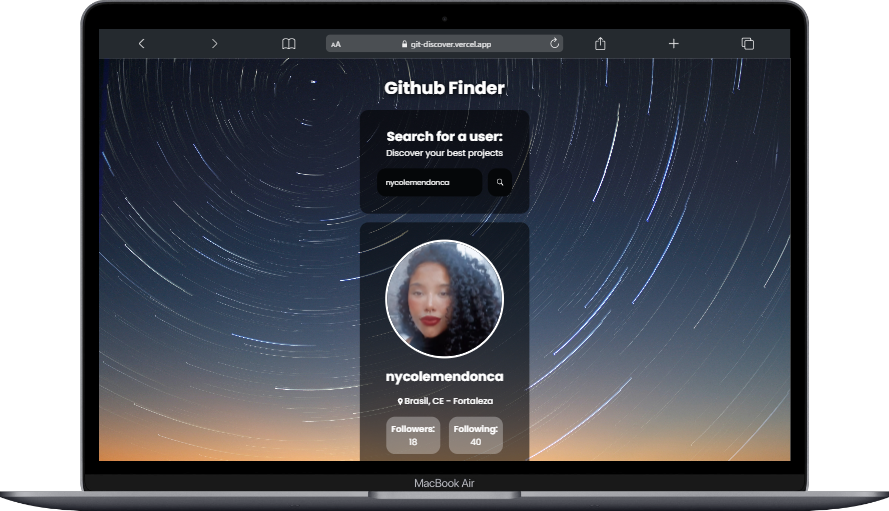 AA
git-discover.vercel.app
Github Finder
Search for a user:
Discover your best projects
nycolemendonca
nycolemendonca
Brasil, CE - Fortaleza
Followers: Following:
18 40
MacBook Air